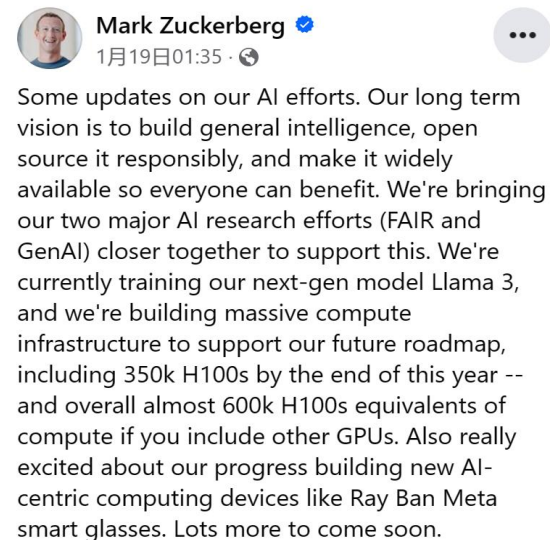 Mark Zuckerberg
1月19日01:35 ·
Some updates on our AI efforts. Our long term
vision is to build general intelligence, open
source it responsibly, and make it widely
available so everyone can benefit. We're bringing
our two major AI research efforts (FAIR and
GenAI) closer together to support this. We're
currently training our next-gen model Llama 3,
and we're building massive compute
infrastructure to support our future roadmap,
including 350k H100s by the end of this year --
and overall almost 600k H100s equivalents of
compute if you include other GPUs. Also really
excited about our progress building new AI-
centric computing devices like Ray Ban Meta
smart glasses. Lots more to come soon.